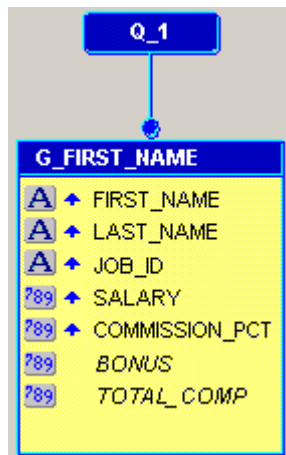 Q_1
G_FIRST_NAME
A FIRST_NAME
A LAST_NAME
A JOB_ID
789 SALARY
789 COMMISSION_PCT
789 BONUS
789 TOTAL_COMP